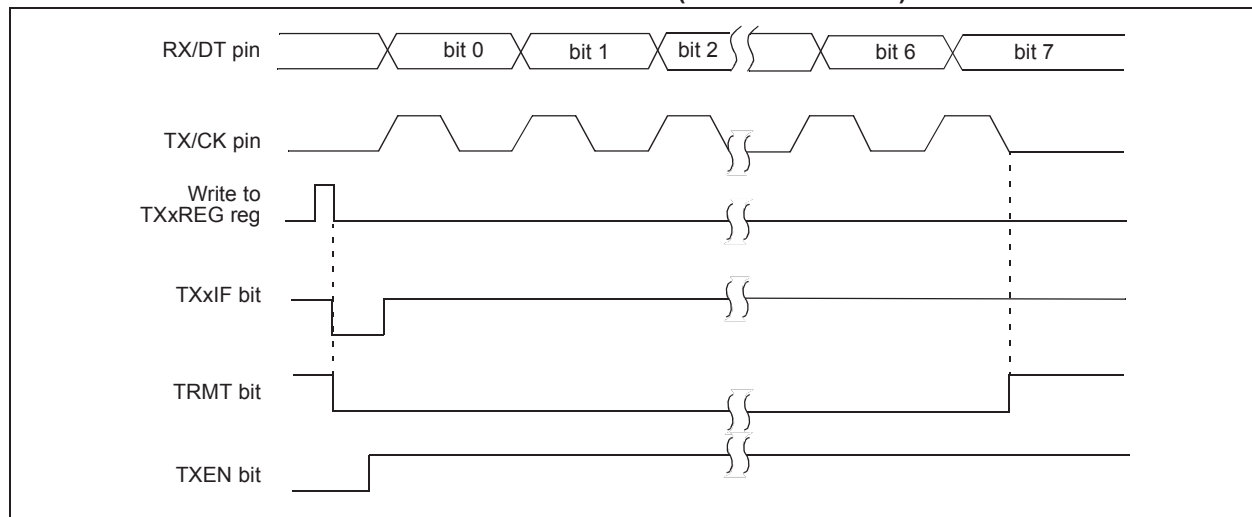 RX/DT pin
bit 0
bit 1
bit 2
bit 6
bit 7
TX/CK pin
Write to
TXxREG reg
TXxIF bit
TRMT bit
TXEN bit